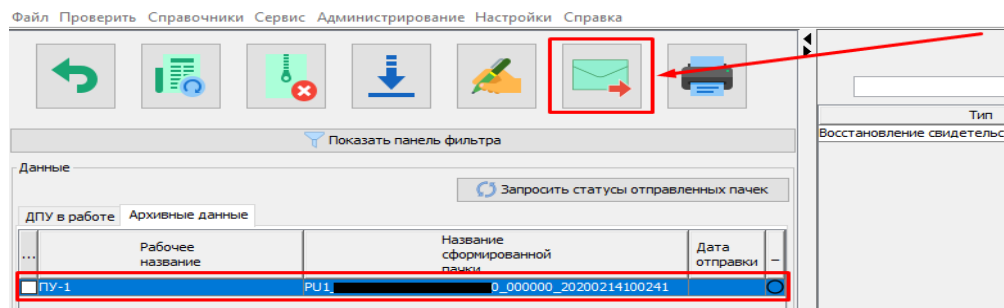 Файл Проверить Справочники Сервис Администрирование Настройки Справка
Показать панель фильтра
Тип
Восстановление свидетельс
Данные
Запросить статусы отправленных пачек
ДПУ в работе Архивные данные
... Рабочее название Название сформированной пачки Дата отправки –
ПУ-1 PU1_ 0_000000_20200214100241